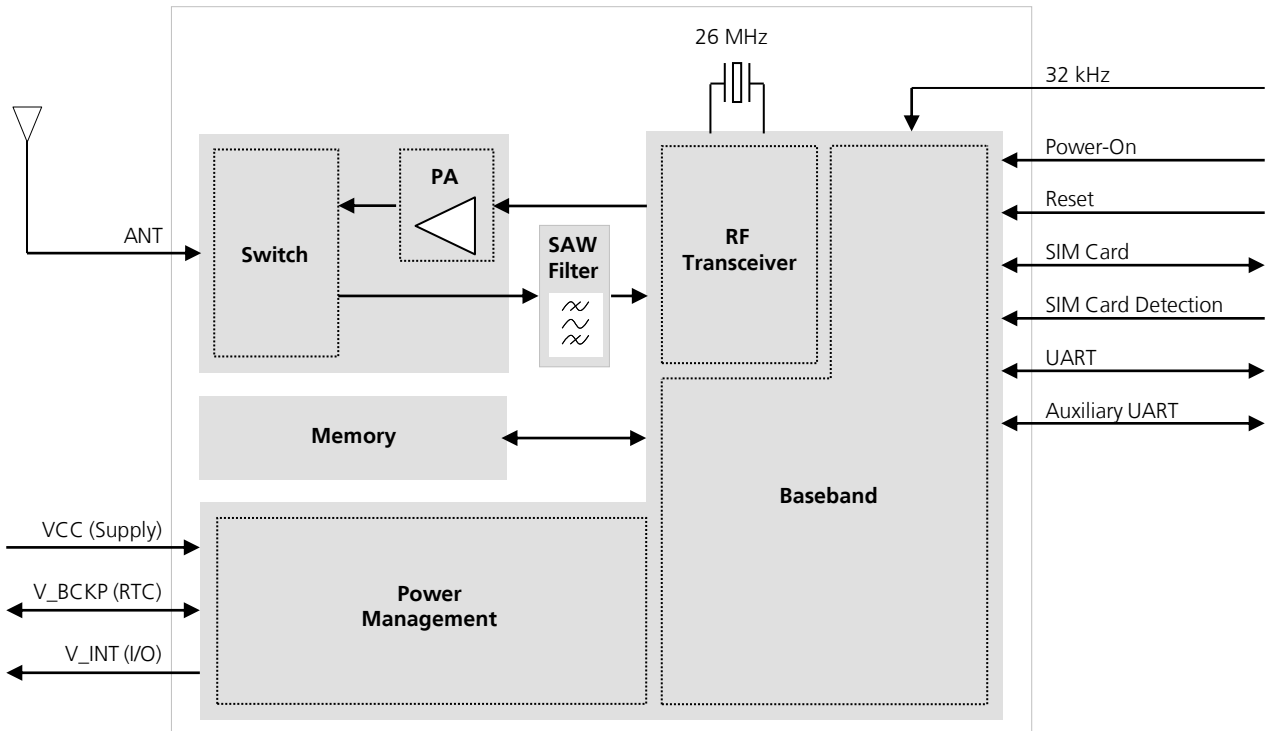 26 MHz
32 kHz
Power-On
Reset
SIM Card
SIM Card Detection
UART
Auxiliary UART
ANT
Switch
PA
SAW
Filter
RF
Transceiver
Memory
Baseband
VCC (Supply)
V_BCKP (RTC)
V_INT (I/O)
Power
Management